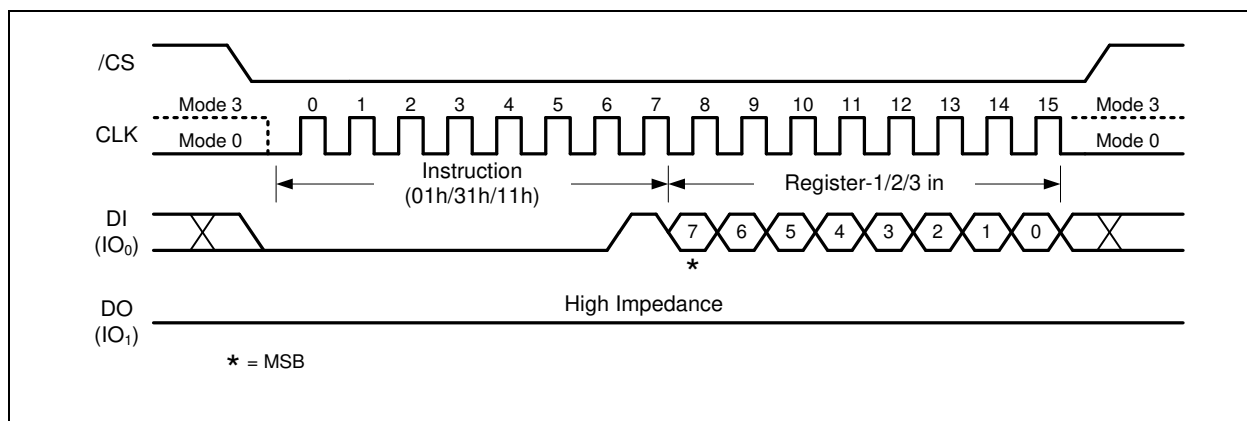 /CS
Mode 3 0 1 2 3 4 5 6 7 8 9 10 11 12 13 14 15 Mode 3
CLK
Mode 0 Mode 0
Instruction
(01h/31h/11h)
Register-1/2/3 in
DI
(IO₀)
7 6 5 4 3 2 1 0
*
High Impedance
DO
(IO₁)
* = MSB